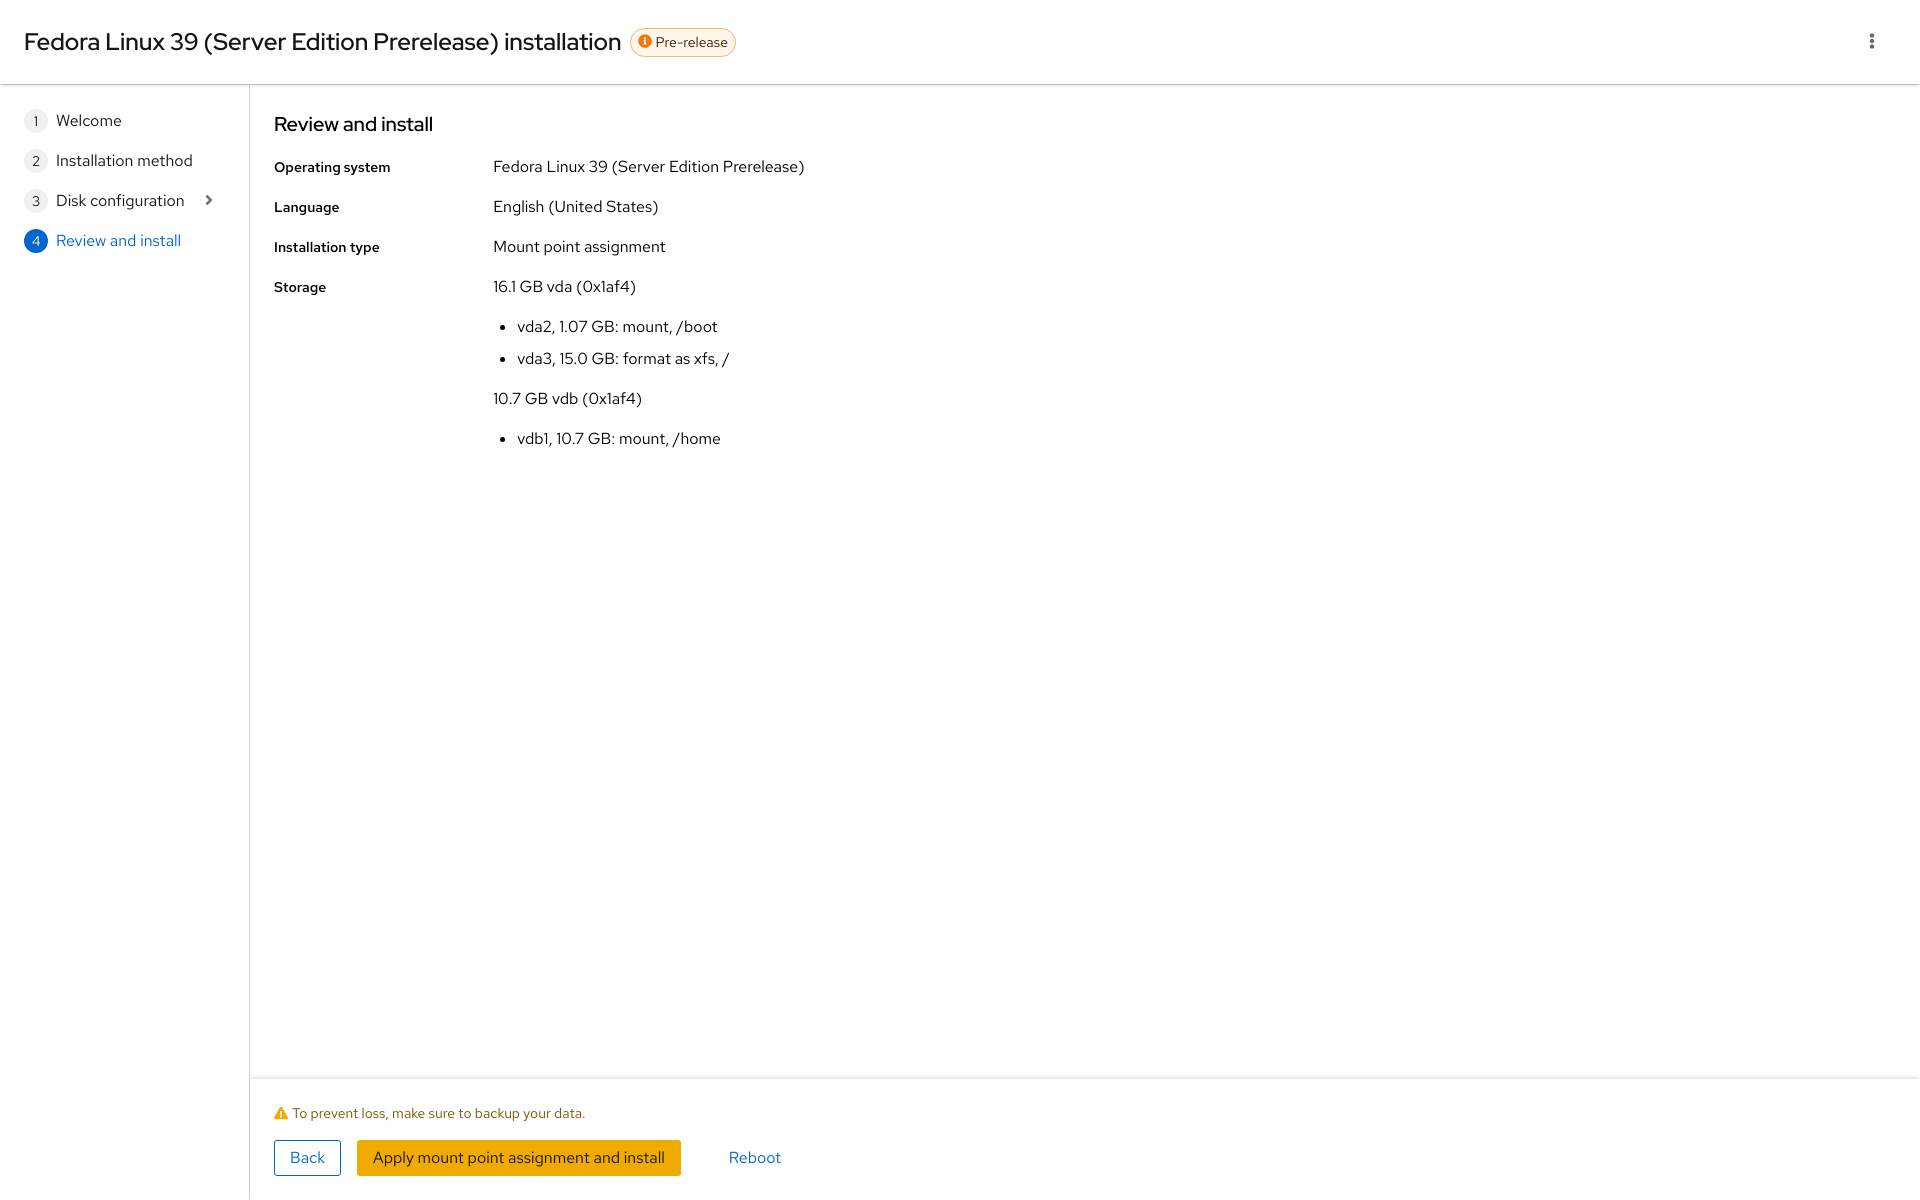 Fedora Linux 39 (Server Edition Prerelease) installation Pre-release
1 Welcome
2 Installation method
3 Disk configuration
4 Review and install
Review and install
Operating system Fedora Linux 39 (Server Edition Prerelease)
Language English (United States)
Installation type Mount point assignment
Storage 16.1 GB vda (0x1af4)
• vda2, 1.07 GB: mount, /boot
• vda3, 15.0 GB: format as xfs, /
10.7 GB vdb (0x1af4)
• vdb1, 10.7 GB: mount, /home
To prevent loss, make sure to backup your data.
Back Apply mount point assignment and install Reboot